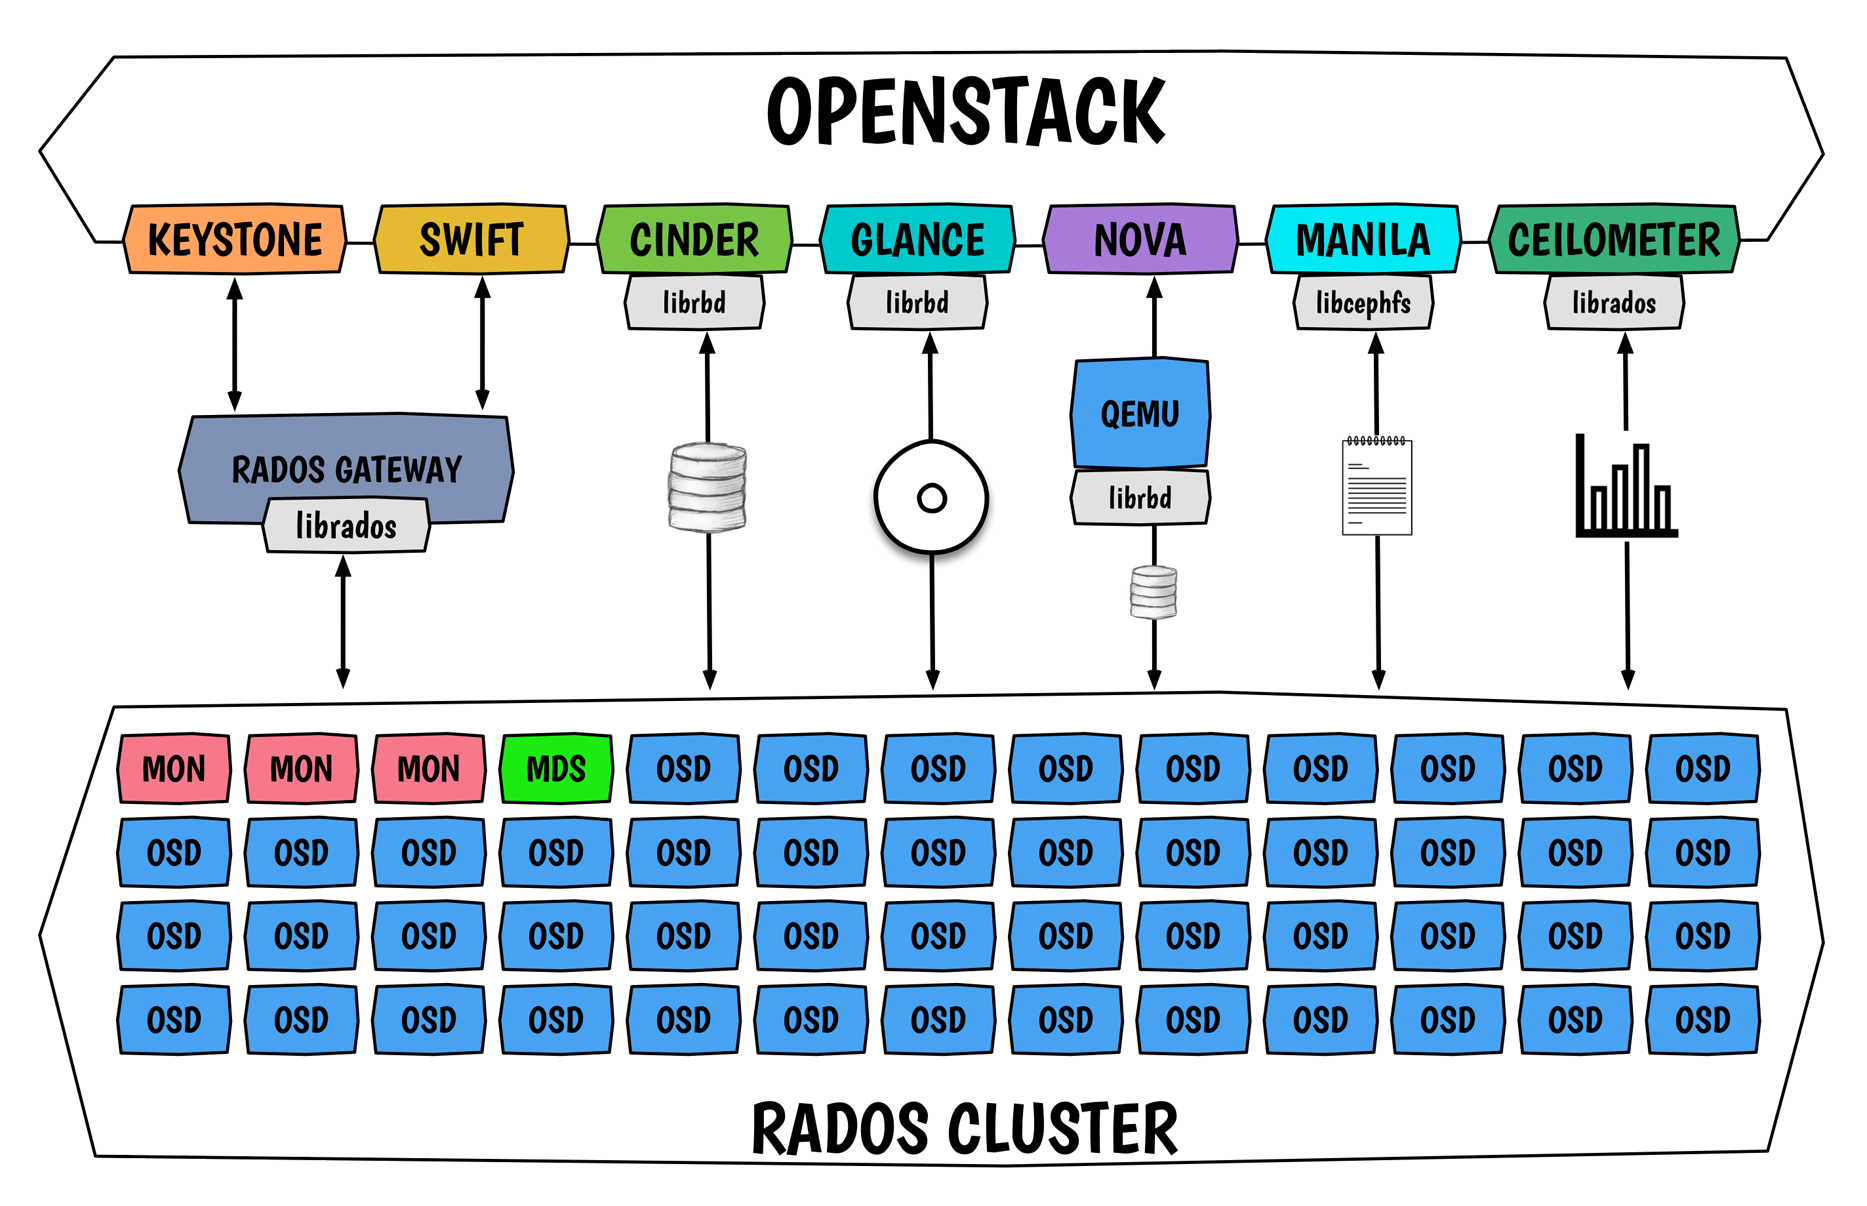 OPENSTACK
KEYSTONE SWIFT CINDER GLANCE NOVA MANILA CEILOMETER
librbd librbd libcephfs librados
QEMU
RADOS GATEWAY
librbd
librados
MON MON MON MDS OSD OSD OSD OSD OSD OSD OSD OSD OSD
OSD OSD OSD OSD OSD OSD OSD OSD OSD OSD OSD OSD OSD
OSD OSD OSD OSD OSD OSD OSD OSD OSD OSD OSD OSD OSD
OSD OSD OSD OSD OSD OSD OSD OSD OSD OSD OSD OSD OSD
RADOS CLUSTER